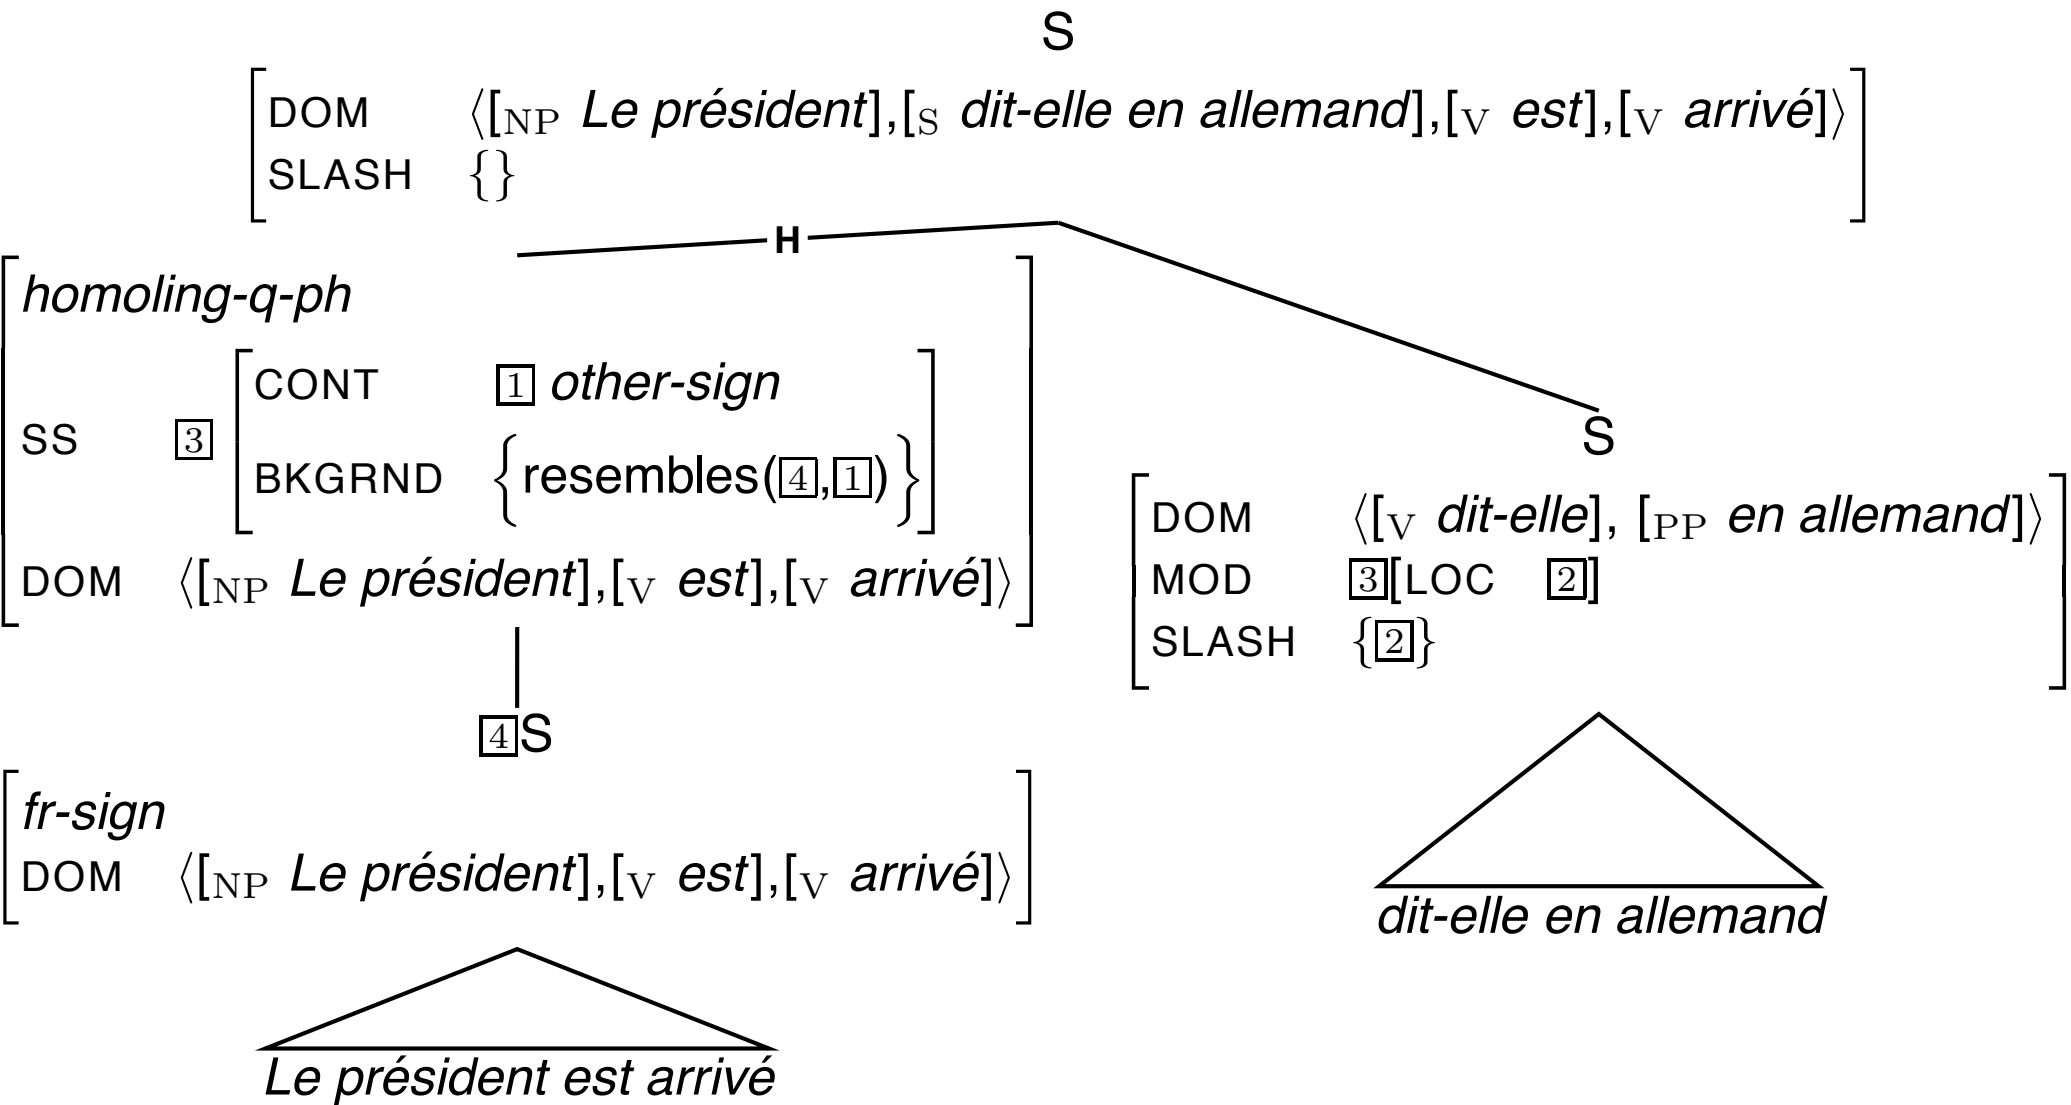 S
DOM ⟨[NP Le président],[S dit-elle en allemand],[V est],[V arrivé]⟩
SLASH {}
H
homoling-q-ph
CONT 1 other-sign
SS 3
BKGRND {resembles(4,1)}
DOM ⟨[NP Le président],[V est],[V arrivé]⟩
S
DOM ⟨[V dit-elle], [PP en allemand]⟩
MOD 3[LOC 2]
SLASH {2}
4S
fr-sign
DOM ⟨[NP Le président],[V est],[V arrivé]⟩
dit-elle en allemand
Le président est arrivé